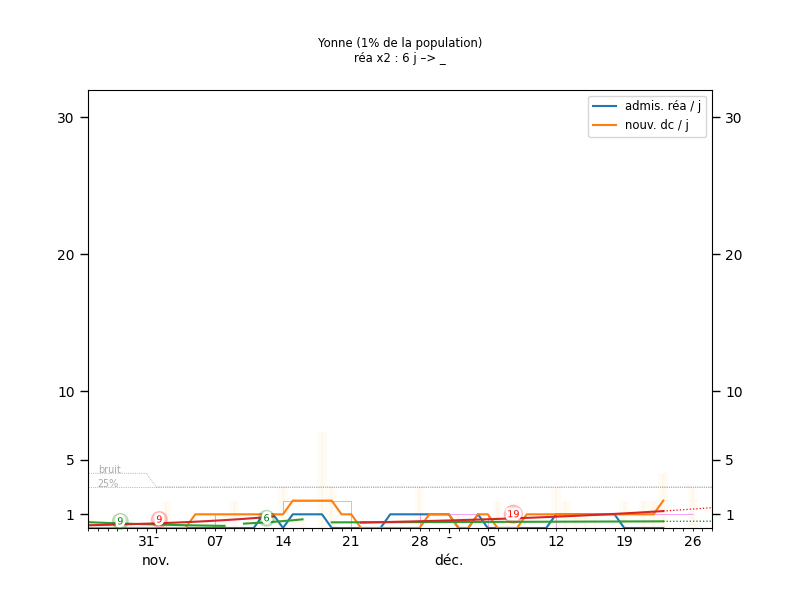 Yonne (1% de la population)
réa x2 : 6 j –> _
admis. réa / j
nouv. dc / j
30 30
20 20
10 10
5 5
1 1
bruit
25%
9 9 6 19
31- 07 14 21 28 - 05 12 19 26
nov. déc.